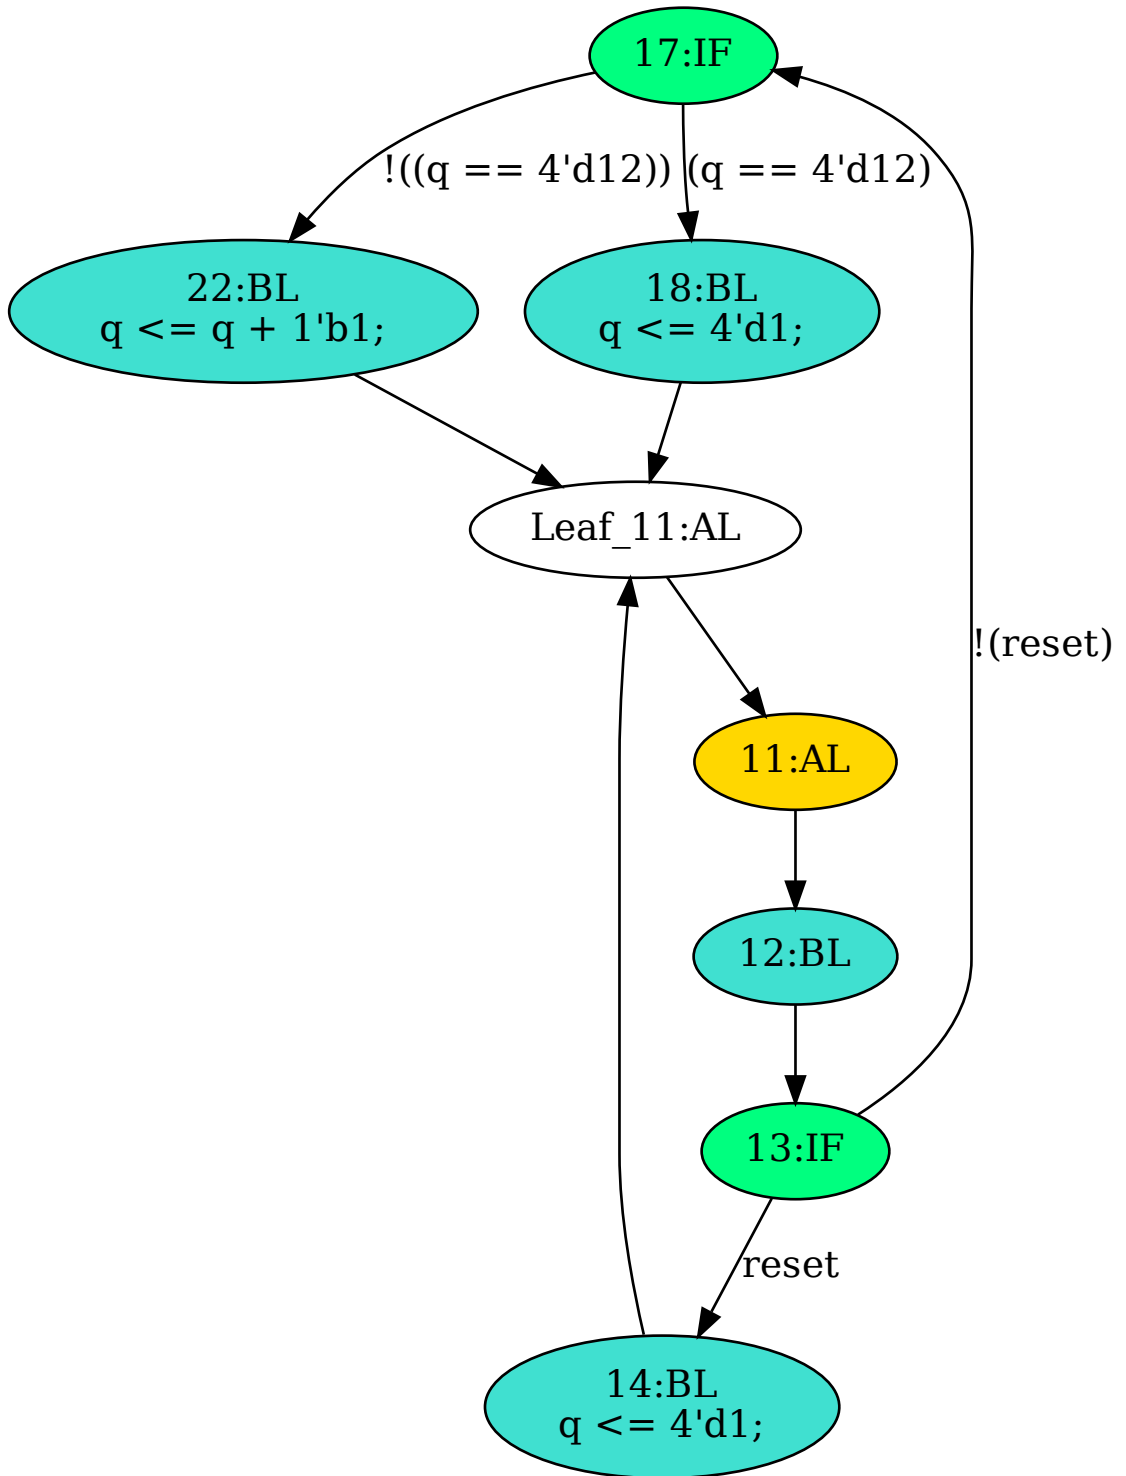 17:IF
!((q == 4'd12))
(q == 4'd12)
22:BL
q <= q + 1'b1;
18:BL
q <= 4'd1;
Leaf_11:AL
!(reset)
11:AL
12:BL
13:IF
reset
14:BL
q <= 4'd1;